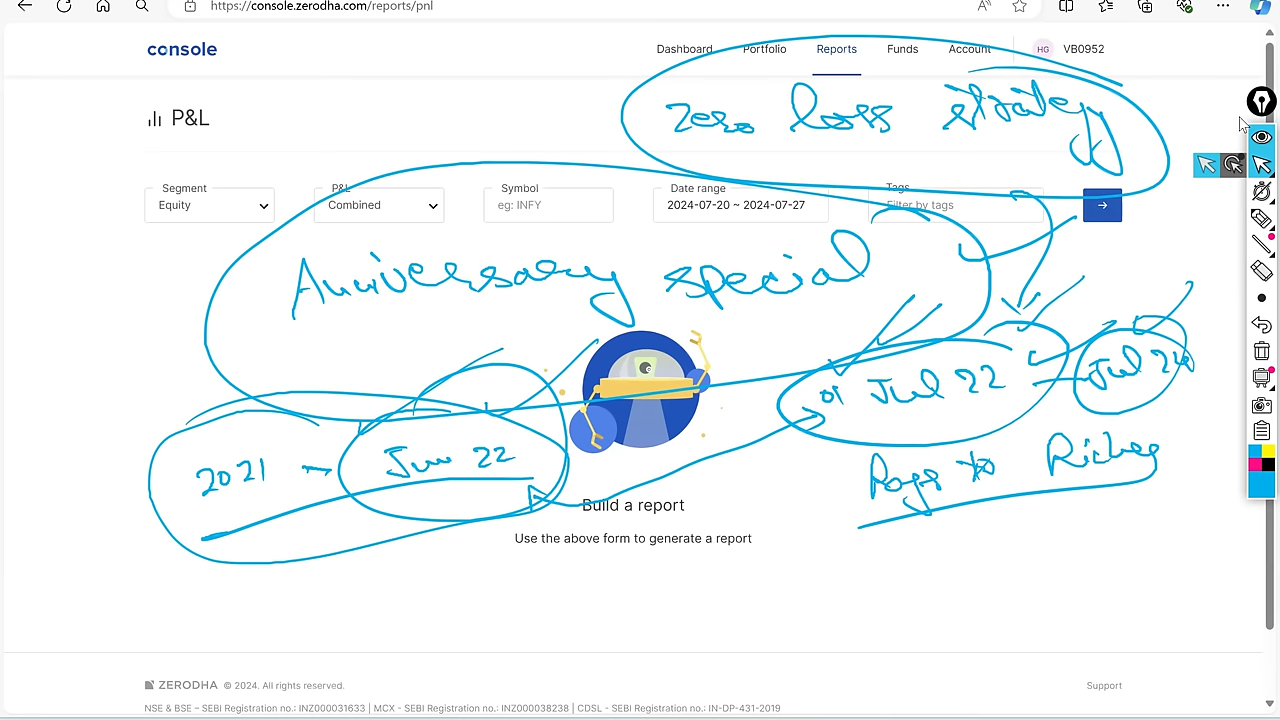 https://console.zerodha.com/reports/pnl
console
Dashboard Portfolio Reports Funds Account HG VB0952
P&L
Zero loss strategy
Segment P&L Symbol Date range Tags
Equity Combined eg: INFY 2024-07-20 ~ 2024-07-27 Filter by tags
Anniversary special
01 Jul 22 - Jul 24
2021 - Jun 22
Rags to Riches
Build a report
Use the above form to generate a report
ZERODHA © 2024. All rights reserved. Support
NSE & BSE – SEBI Registration no.: INZ000031633 | MCX - SEBI Registration no.: INZ000038238 | CDSL - SEBI Registration no.: IN-DP-431-2019